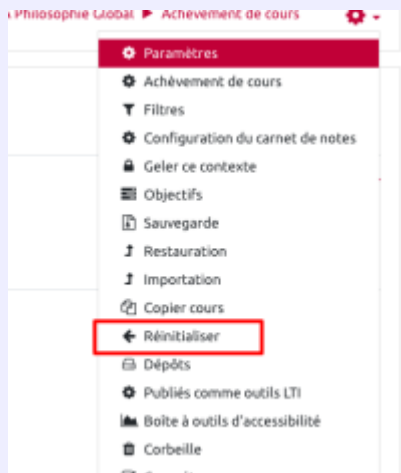 Philosophie Global ▶ Achèvement de cours
Paramètres
Achèvement de cours
Filtres
Configuration du carnet de notes
Geler ce contexte
Objectifs
Sauvegarde
Restauration
Importation
Copier cours
Réinitialiser
Dépôts
Publiés comme outils LTI
Boîte à outils d'accessibilité
Corbeille